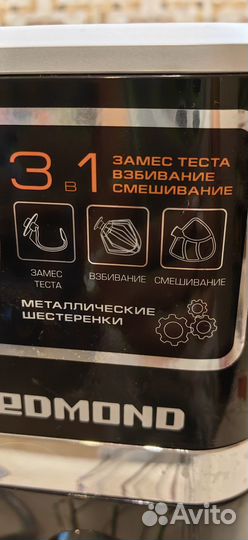 3 в 1 ЗАМЕС ТЕСТА
ВЗБИВАНИЕ
СМЕШИВАНИЕ
ЗАМЕС ТЕСТА
ВЗБИВАНИЕ
СМЕШИВАНИЕ
МЕТАЛЛИЧЕСКИЕ
ШЕСТЕРЕНКИ
REDMOND
Avito